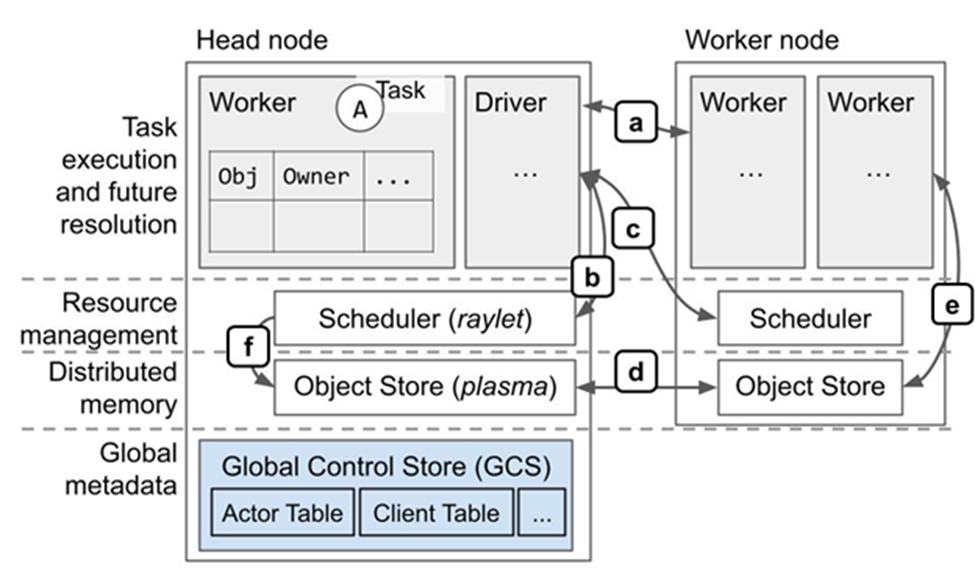 Head node
Worker node
Task
execution
and future
resolution
Worker
A
Task
Obj
Owner
...
Driver
...
a
Worker
...
Worker
...
c
b
e
Resource
management
Scheduler (raylet)
Scheduler
f
Distributed
memory
Object Store (plasma)
d
Object Store
Global
metadata
Global Control Store (GCS)
Actor Table
Client Table
...